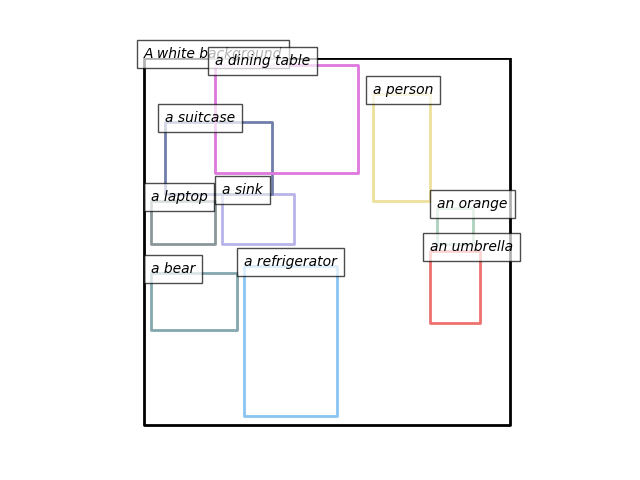 A white background
a dining table
a person
a suitcase
a sink
a laptop
an orange
an umbrella
a refrigerator
a bear